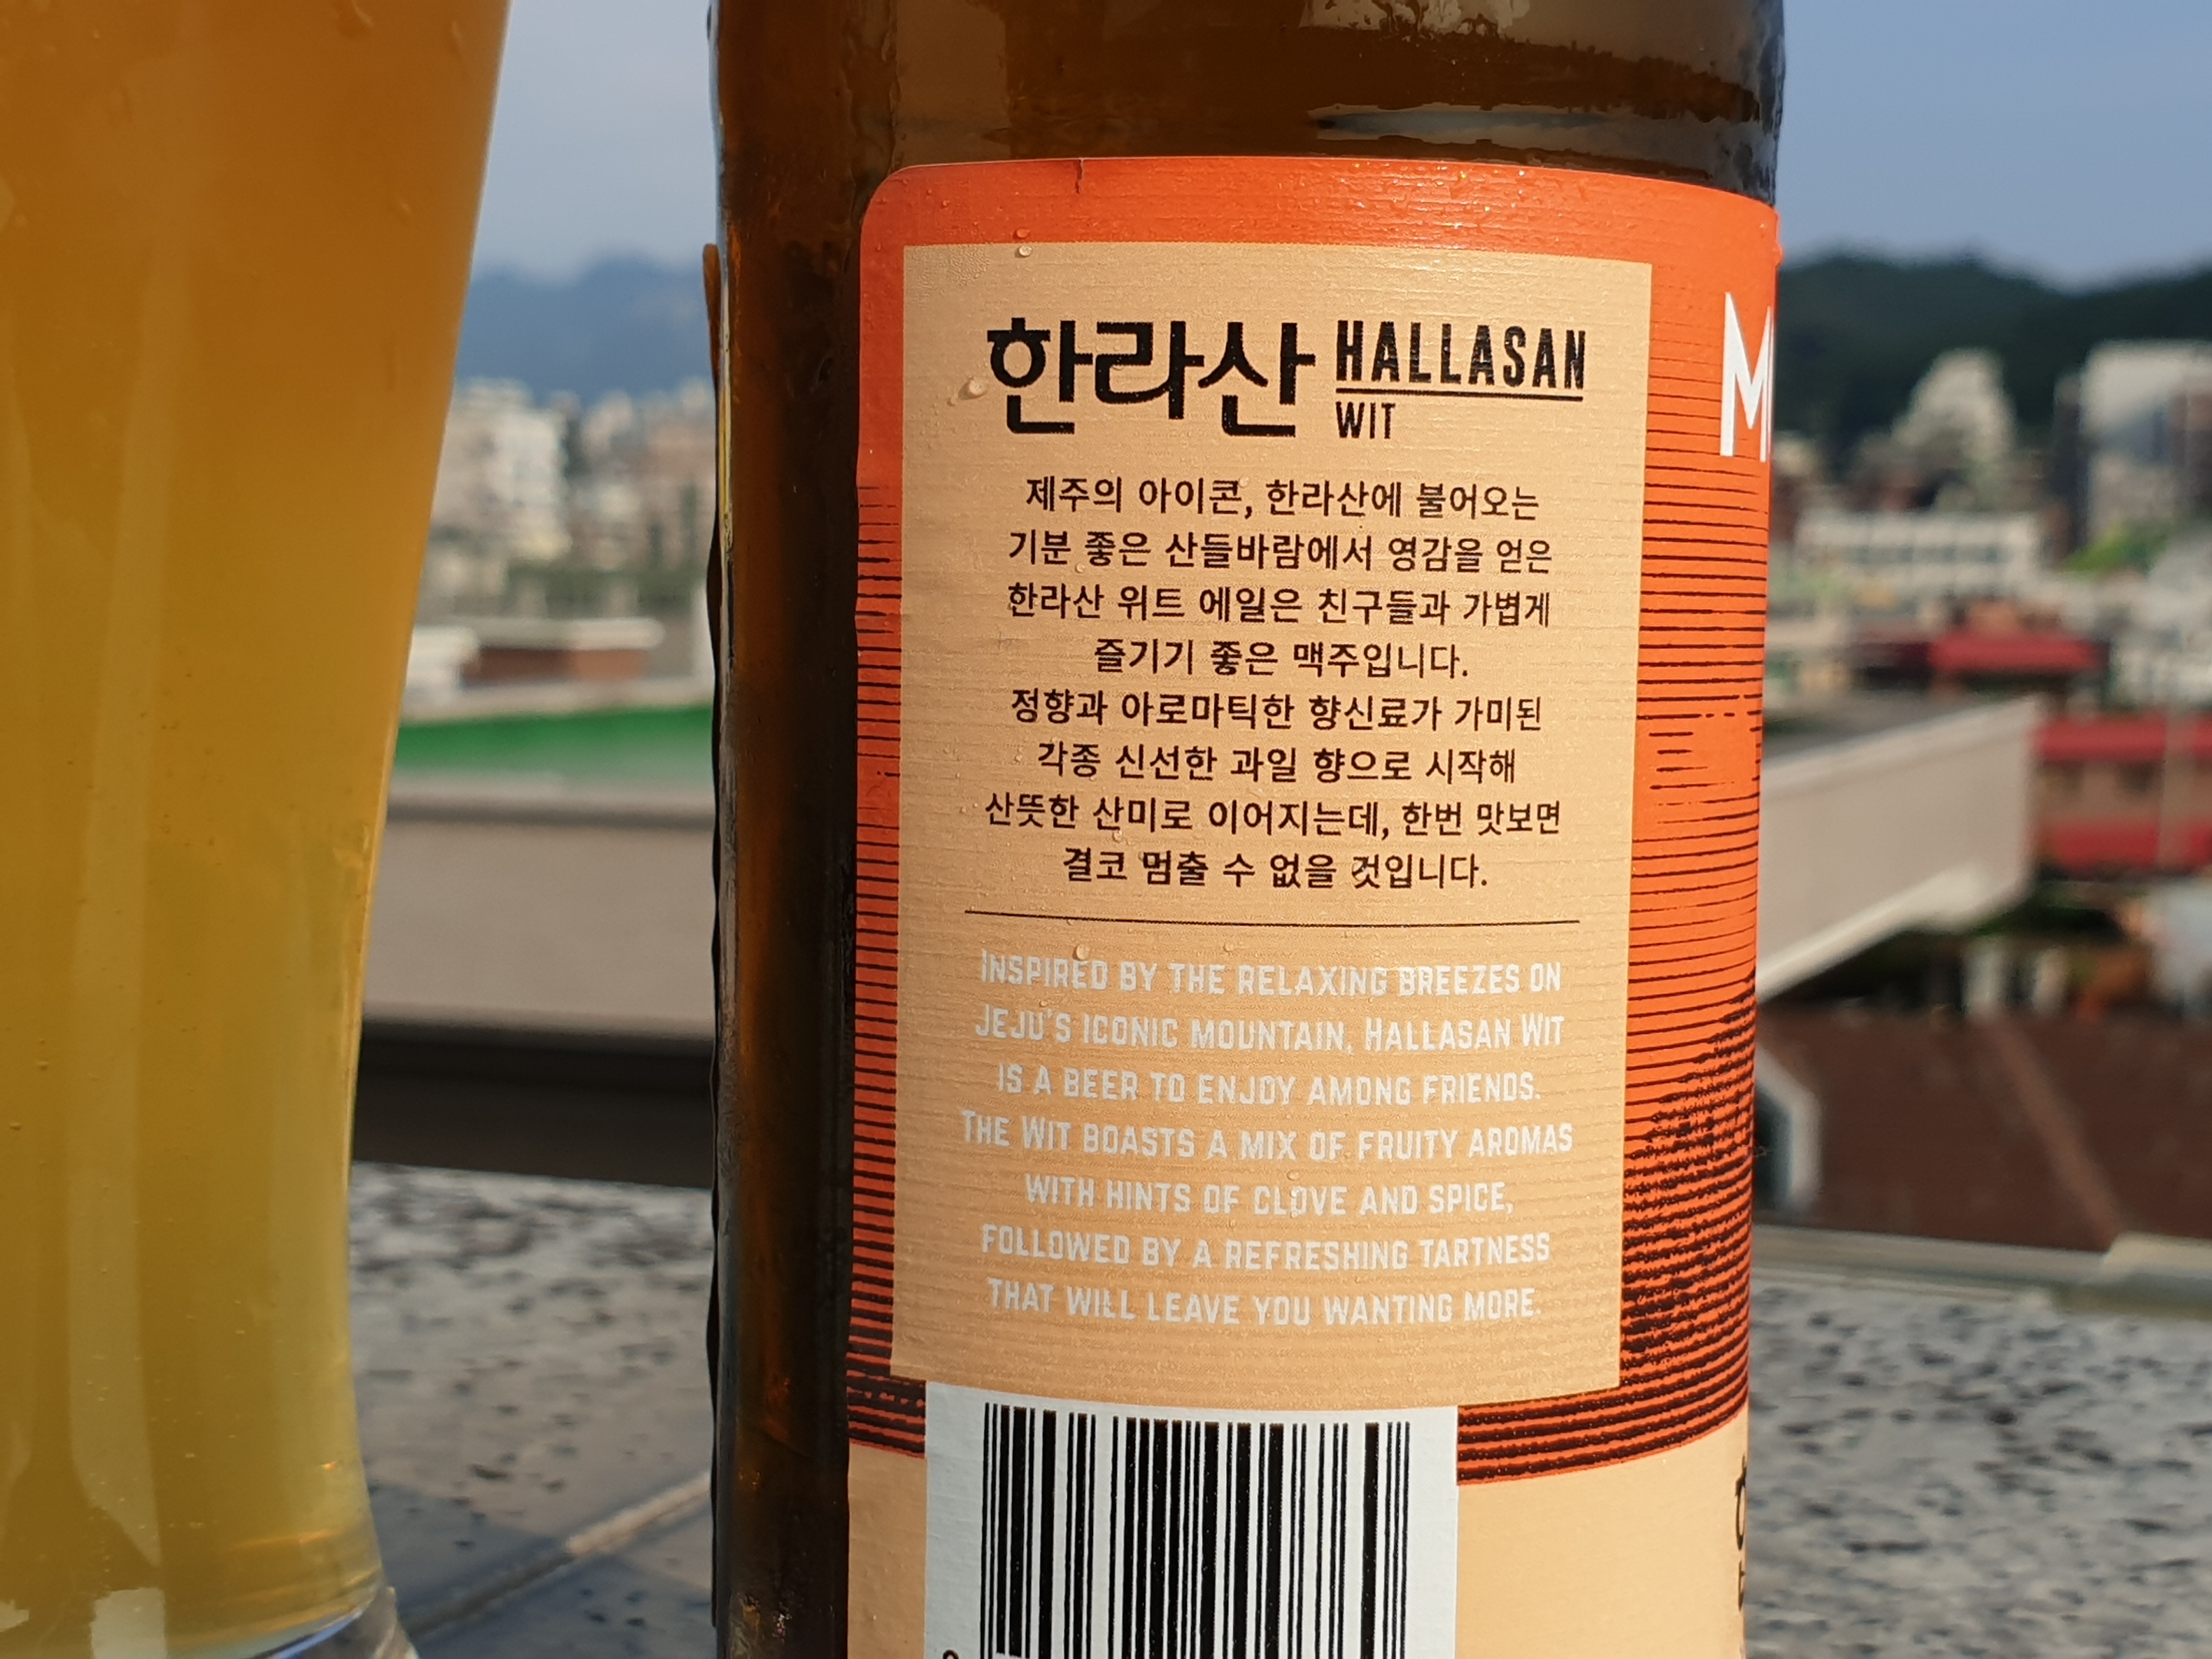 한라산 HALLASAN
WIT
제주의 아이콘, 한라산에 불어오는
기분 좋은 산들바람에서 영감을 얻은
한라산 위트 에일은 친구들과 가볍게
즐기기 좋은 맥주입니다.
정향과 아로마틱한 향신료가 가미된
각종 신선한 과일 향으로 시작해
산뜻한 산미로 이어지는데, 한번 맛보면
결코 멈출 수 없을 것입니다.
INSPIRED BY THE RELAXING BREEZES ON
JEJU'S ICONIC MOUNTAIN, HALLASAN WIT
IS A BEER TO ENJOY AMONG FRIENDS.
THE WIT BOASTS A MIX OF FRUITY AROMAS
WITH HINTS OF CLOVE AND SPICE,
FOLLOWED BY A REFRESHING TARTNESS
THAT WILL LEAVE YOU WANTING MORE.